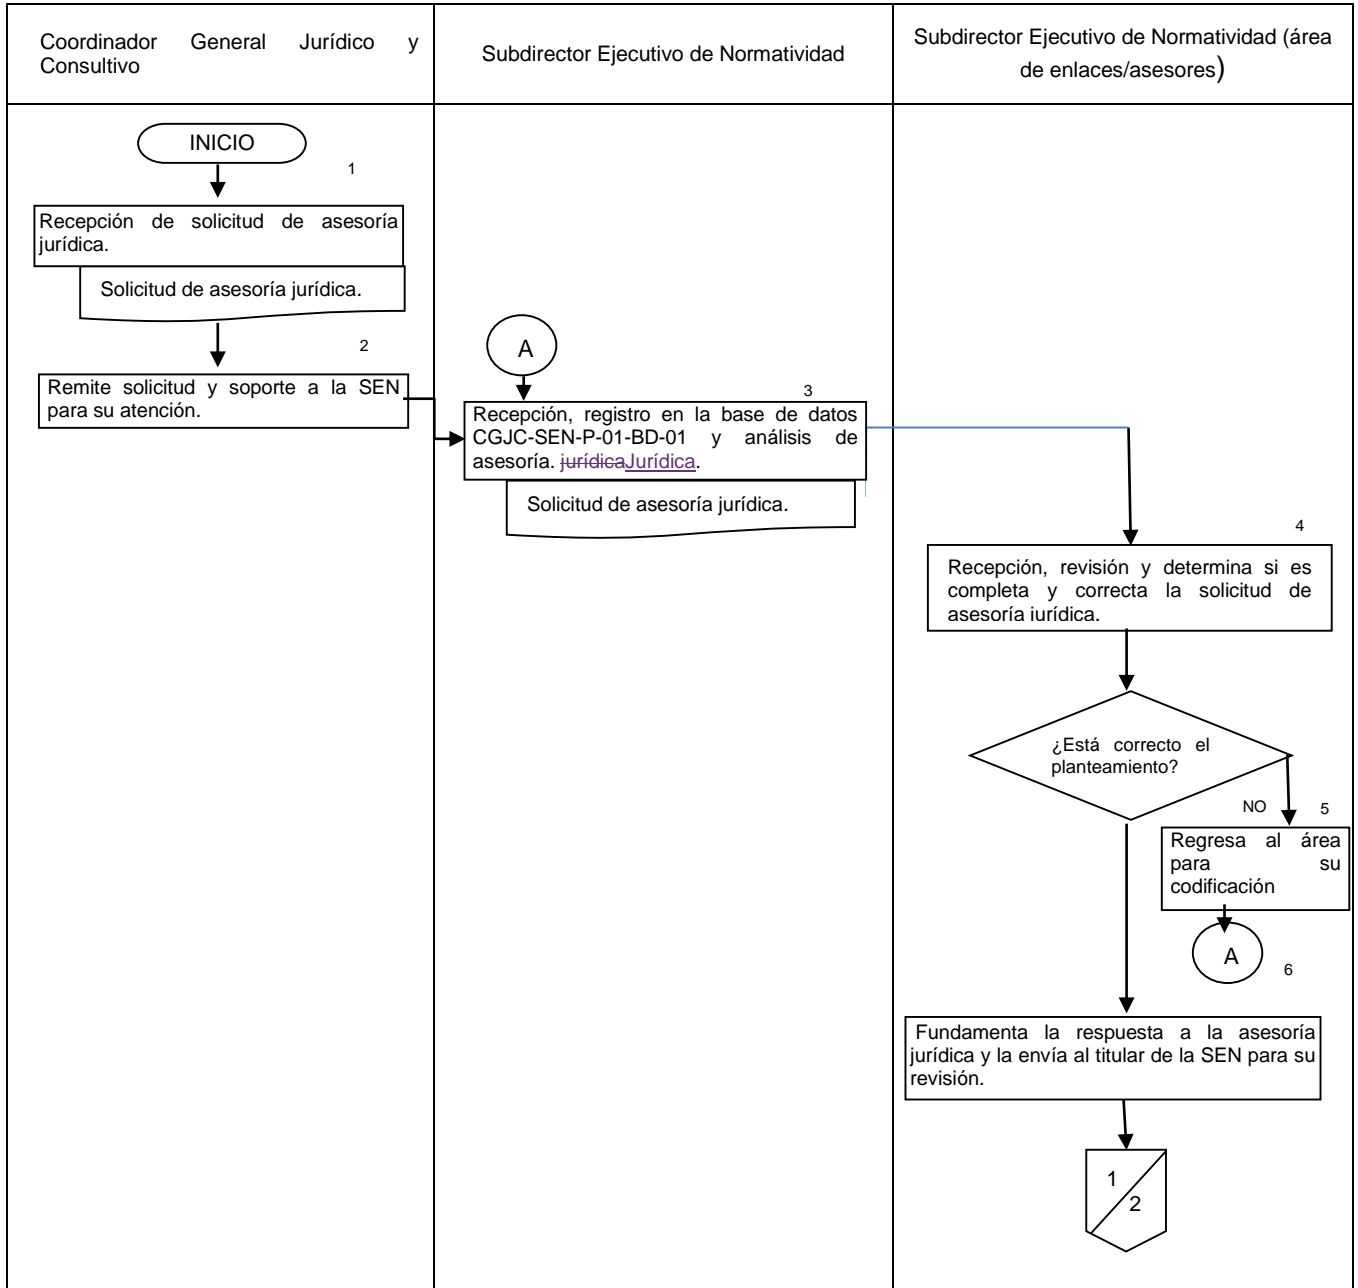 Coordinador General Jurídico y
Consultivo
Subdirector Ejecutivo de Normatividad
Subdirector Ejecutivo de Normatividad (área
de enlaces/asesores)
INICIO
1
Recepción de solicitud de asesoría
jurídica.
Solicitud de asesoría jurídica.
2
Remite solicitud y soporte a la SEN
para su atención.
A
3
Recepción, registro en la base de datos
CGJC-SEN-P-01-BD-01 y análisis de
asesoría. jurídicaJurídica.
Solicitud de asesoría jurídica.
4
Recepción, revisión y determina si es
completa y correcta la solicitud de
asesoría jurídica.
¿Está correcto el
planteamiento?
NO
5
Regresa al área
para su
codificación
A
6
Fundamenta la respuesta a la asesoría
jurídica y la envía al titular de la SEN para su
revisión.
1
2